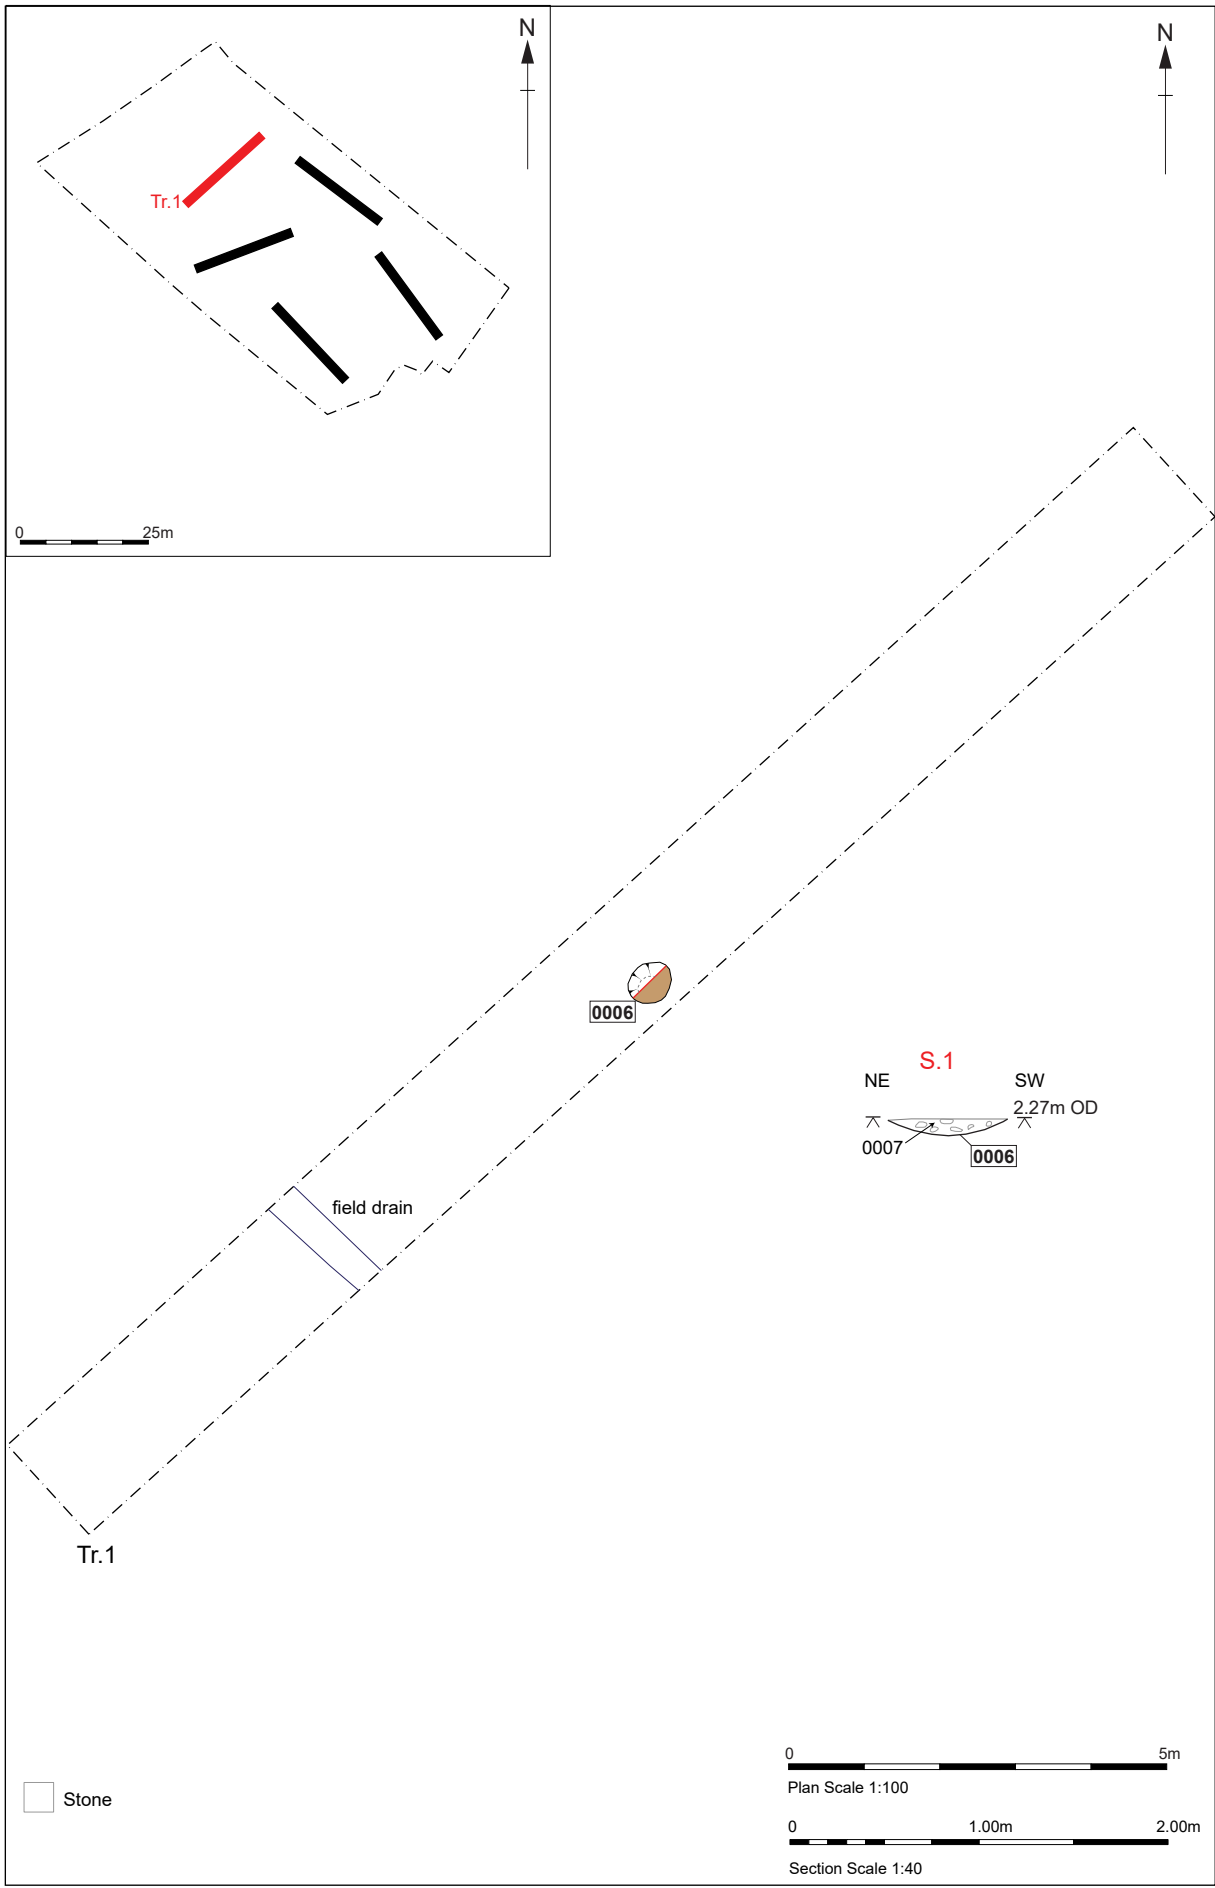 N
Tr.1
0 25m
N
0006
S.1
NE SW
2.27m OD
0007
0006
field drain
Tr.1
0 5m
Plan Scale 1:100
Stone
0 1.00m 2.00m
Section Scale 1:40